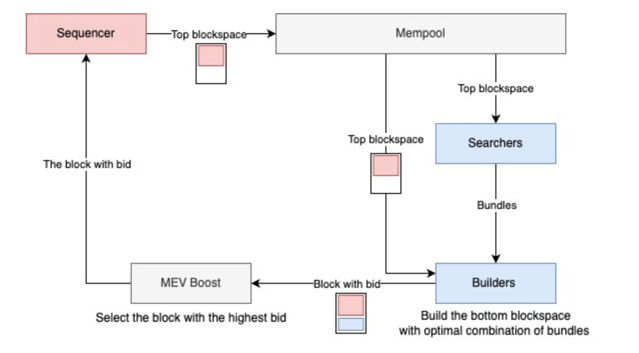 Sequencer
Top blockspace
Mempool
Top blockspace
Searchers
Top blockspace
The block with bid
Bundles
MEV Boost
Block with bid
Builders
Select the block with the highest bid
Build the bottom blockspace
with optimal combination of bundles